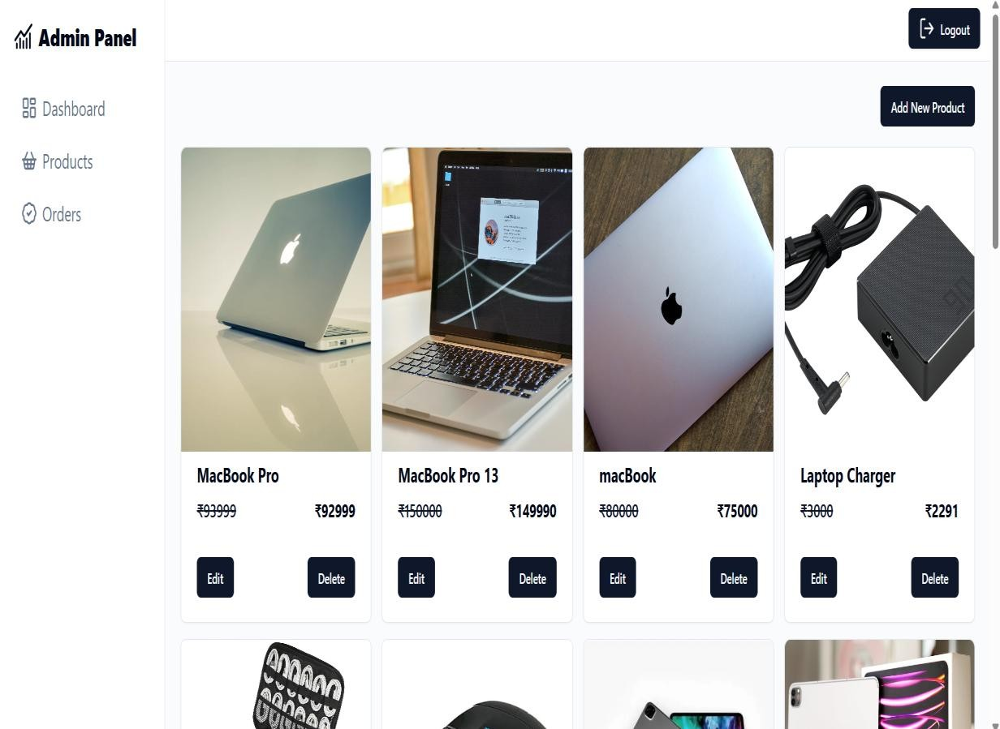 Admin Panel
Logout
Dashboard
Products
Orders
Add New Product
MacBook Pro
₹93999 ₹92999
Edit Delete
MacBook Pro 13
₹150000 ₹149990
Edit Delete
macBook
₹80000 ₹75000
Edit Delete
Laptop Charger
₹3000 ₹2291
Edit Delete